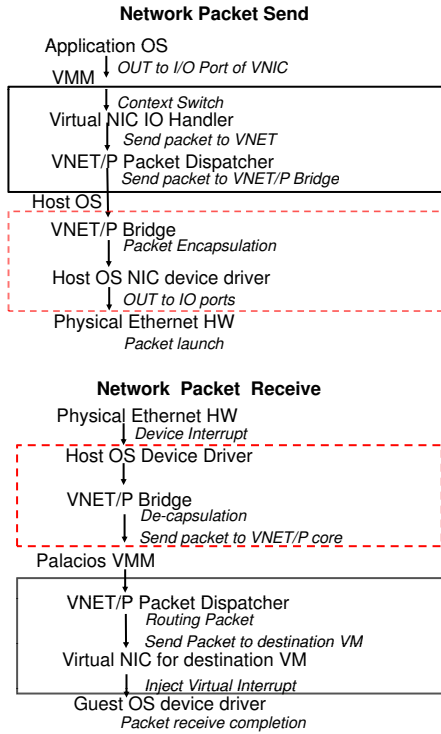 Network Packet Send
Application OS
OUT to I/O Port of VNIC
VMM
Context Switch
Virtual NIC IO Handler
Send packet to VNET
VNET/P Packet Dispatcher
Send packet to VNET/P Bridge
Host OS
VNET/P Bridge
Packet Encapsulation
Host OS NIC device driver
OUT to IO ports
Physical Ethernet HW
Packet launch
Network Packet Receive
Physical Ethernet HW
Device Interrupt
Host OS Device Driver
VNET/P Bridge
De-capsulation
Send packet to VNET/P core
Palacios VMM
VNET/P Packet Dispatcher
Routing Packet
Send Packet to destination VM
Virtual NIC for destination VM
Inject Virtual Interrupt
Guest OS device driver
Packet receive completion